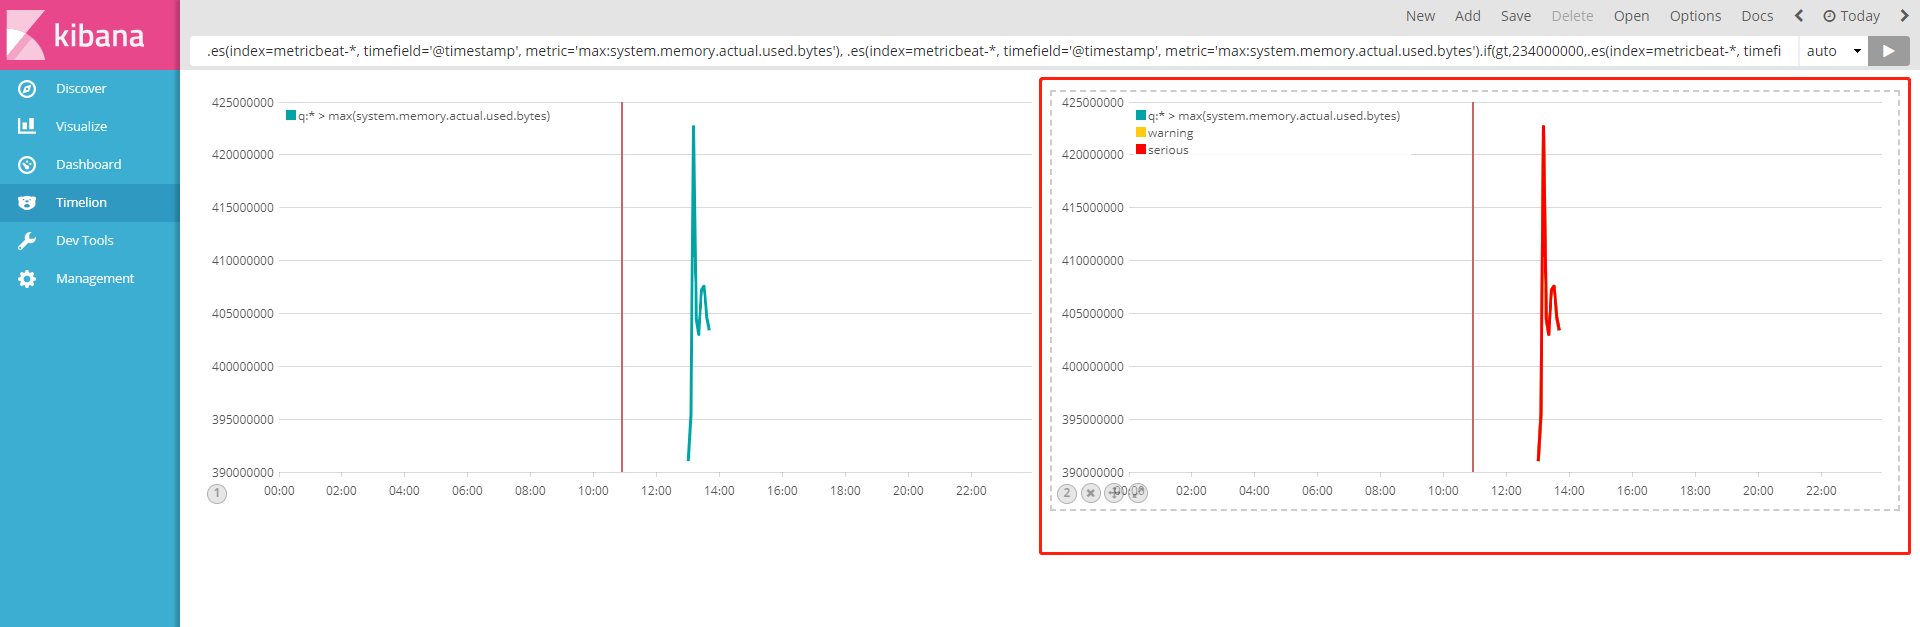 kibana
New Add Save Delete Open Options Docs Today
.es(index=metricbeat-*, timefield='@timestamp', metric='max:system.memory.actual.used.bytes'), .es(index=metricbeat-*, timefield='@timestamp', metric='max:system.memory.actual.used.bytes').if(gt,234000000,.es(index=metricbeat-*, timefi
auto
Discover
Visualize
Dashboard
Timelion
Dev Tools
Management
425000000
420000000
415000000
410000000
405000000
400000000
395000000
390000000
q:* > max(system.memory.actual.used.bytes)
00:00 02:00 04:00 06:00 08:00 10:00 12:00 14:00 16:00 18:00 20:00 22:00
1
425000000
420000000
415000000
410000000
405000000
400000000
395000000
390000000
q:* > max(system.memory.actual.used.bytes)
warning
serious
00:00 02:00 04:00 06:00 08:00 10:00 12:00 14:00 16:00 18:00 20:00 22:00
2